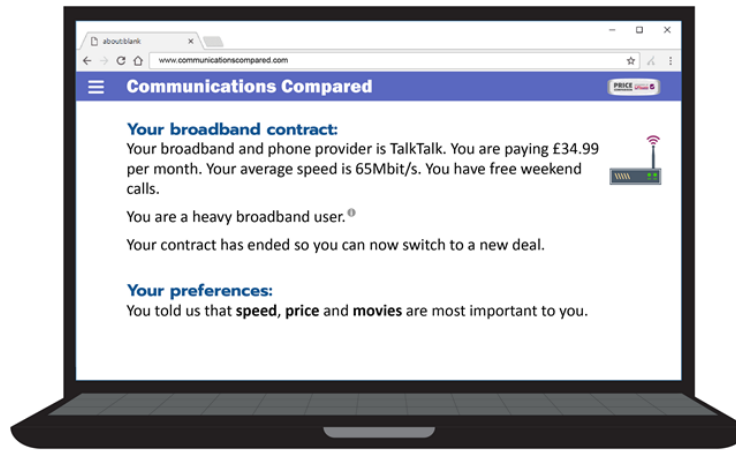 about:blank
www.communicationscompared.com
Communications Compared
PRICE
Your broadband contract:
Your broadband and phone provider is TalkTalk. You are paying £34.99
per month. Your average speed is 65Mbit/s. You have free weekend
calls.
You are a heavy broadband user.
Your contract has ended so you can now switch to a new deal.
Your preferences:
You told us that speed, price and movies are most important to you.